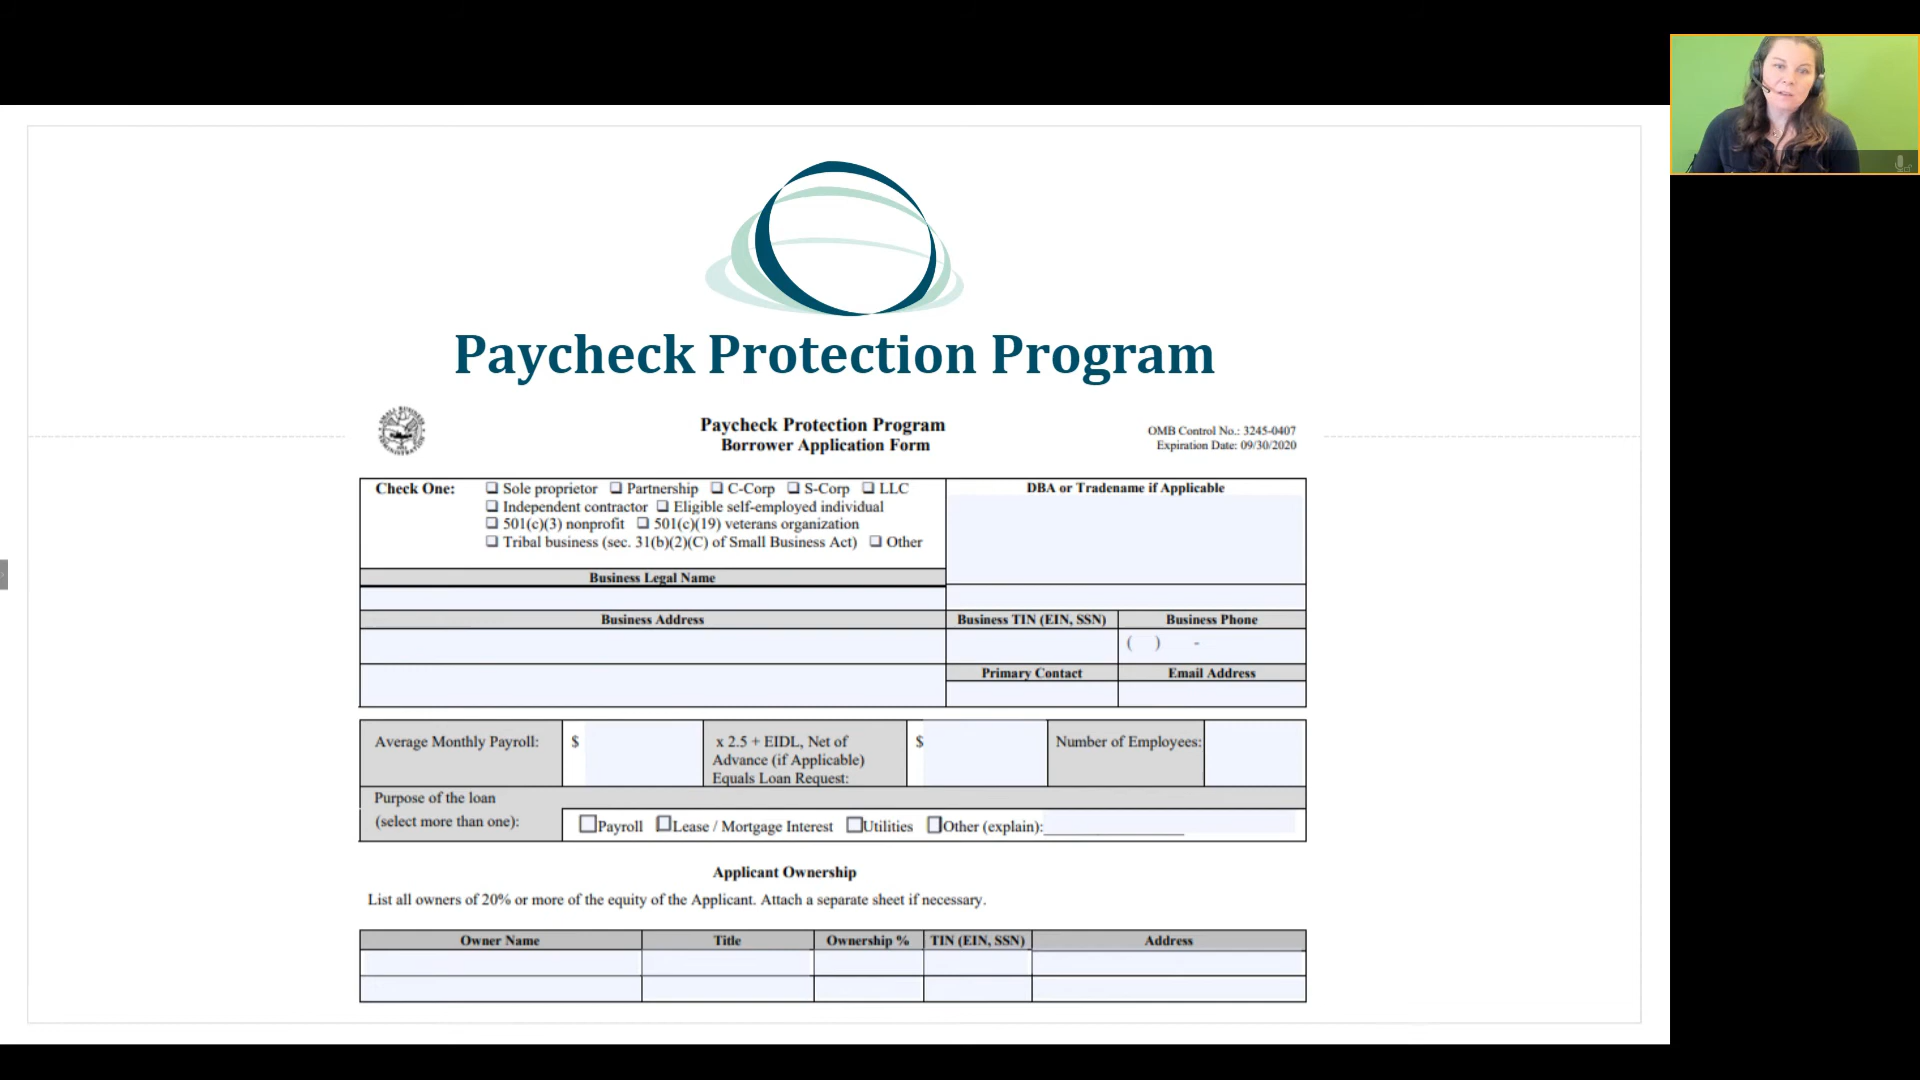 Paycheck Protection Program
Paycheck Protection Program
Borrower Application Form
OMB Control No.: 3245-0407
Expiration Date: 09/30/2020
Check One: ☐ Sole proprietor ☐ Partnership ☐ C-Corp ☐ S-Corp ☐ LLC
☐ Independent contractor ☐ Eligible self-employed individual
☐ 501(c)(3) nonprofit ☐ 501(c)(19) veterans organization
☐ Tribal business (sec. 31(b)(2)(C) of Small Business Act) ☐ Other
DBA or Tradename if Applicable
Business Legal Name
Business Address
Business TIN (EIN, SSN)
Business Phone
( ) -
Primary Contact
Email Address
Average Monthly Payroll:
$
x 2.5 + EIDL, Net of
Advance (if Applicable)
Equals Loan Request:
$
Number of Employees:
Purpose of the loan
(select more than one):
☐ Payroll ☐ Lease / Mortgage Interest ☐ Utilities ☐ Other (explain):
Applicant Ownership
List all owners of 20% or more of the equity of the Applicant. Attach a separate sheet if necessary.
Owner Name
Title
Ownership %
TIN (EIN, SSN)
Address